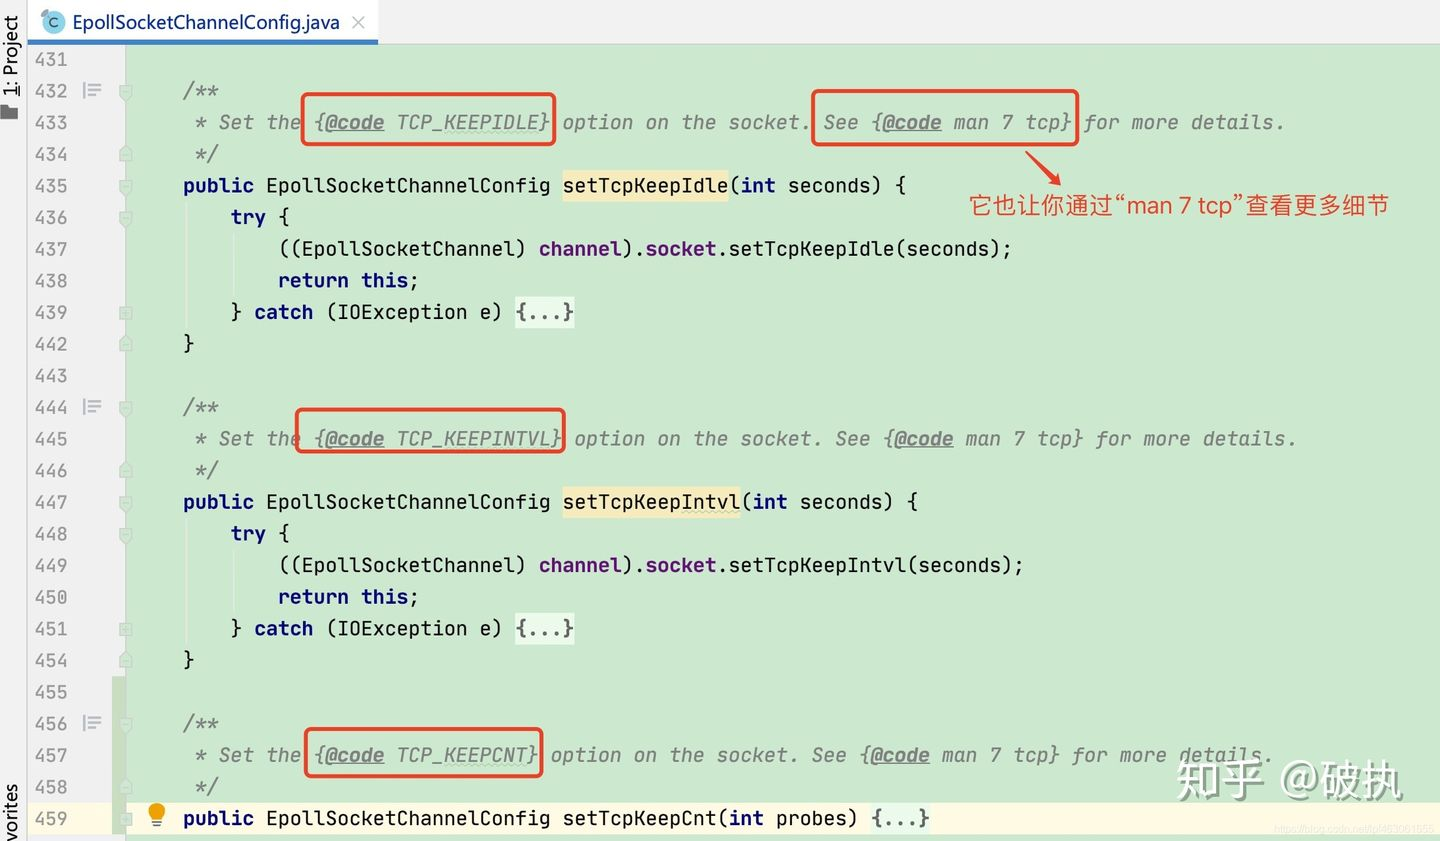 EpollSocketChannelConfig.java
1: Project
431
432 /**
433 * Set the {@code TCP_KEEPIDLE} option on the socket. See {@code man 7 tcp} for more details.
434 */
435 public EpollSocketChannelConfig setTcpKeepIdle(int seconds) {
它也让你通过“man 7 tcp”查看更多细节
436 try {
437 ((EpollSocketChannel) channel).socket.setTcpKeepIdle(seconds);
438 return this;
439 } catch (IOException e) {...}
442 }
443
444 /**
445 * Set the {@code TCP_KEEPINTVL} option on the socket. See {@code man 7 tcp} for more details.
446 */
447 public EpollSocketChannelConfig setTcpKeepIntvl(int seconds) {
448 try {
449 ((EpollSocketChannel) channel).socket.setTcpKeepIntvl(seconds);
450 return this;
451 } catch (IOException e) {...}
454 }
455
456 /**
457 * Set the {@code TCP_KEEPCNT} option on the socket. See {@code man 7 tcp} for more details.
458 */
459 public EpollSocketChannelConfig setTcpKeepCnt(int probes) {...}
vorites
知乎 @破执